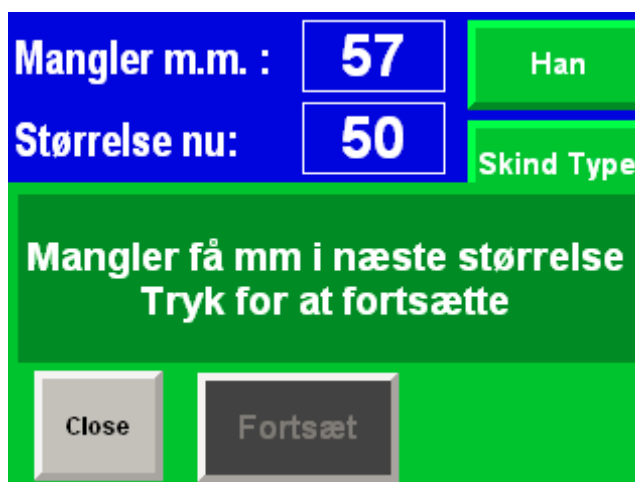 Mangler m.m. : 57 Han
Størrelse nu: 50 Skind Type
Mangler få mm i næste størrelse
Tryk for at fortsætte
Close Fortsæt